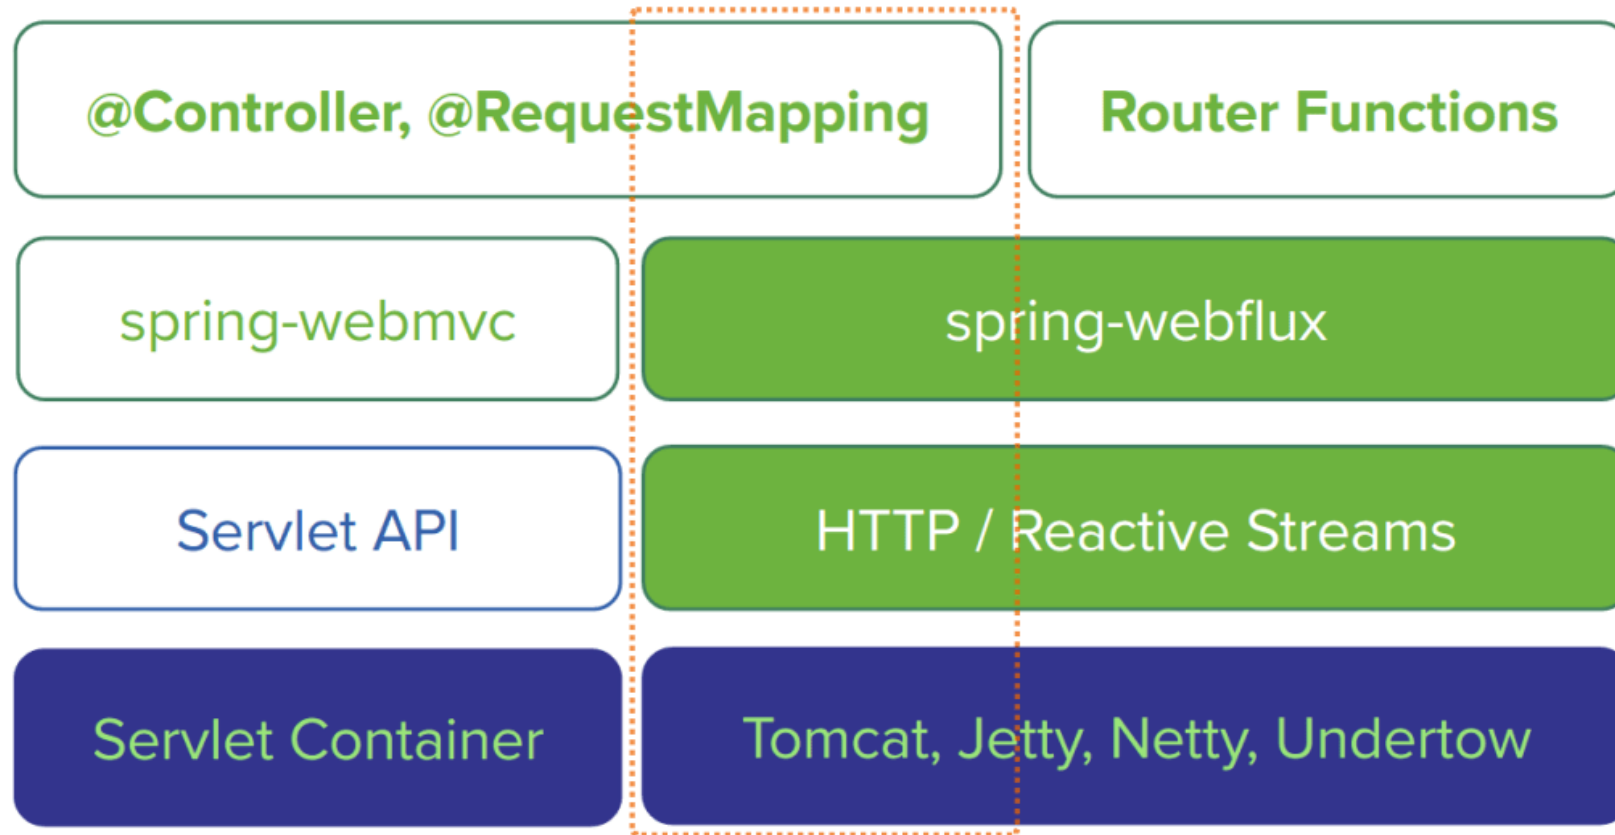 @Controller, @RequestMapping
Router Functions
spring-webmvc
spring-webflux
Servlet API
HTTP / Reactive Streams
Servlet Container
Tomcat, Jetty, Netty, Undertow